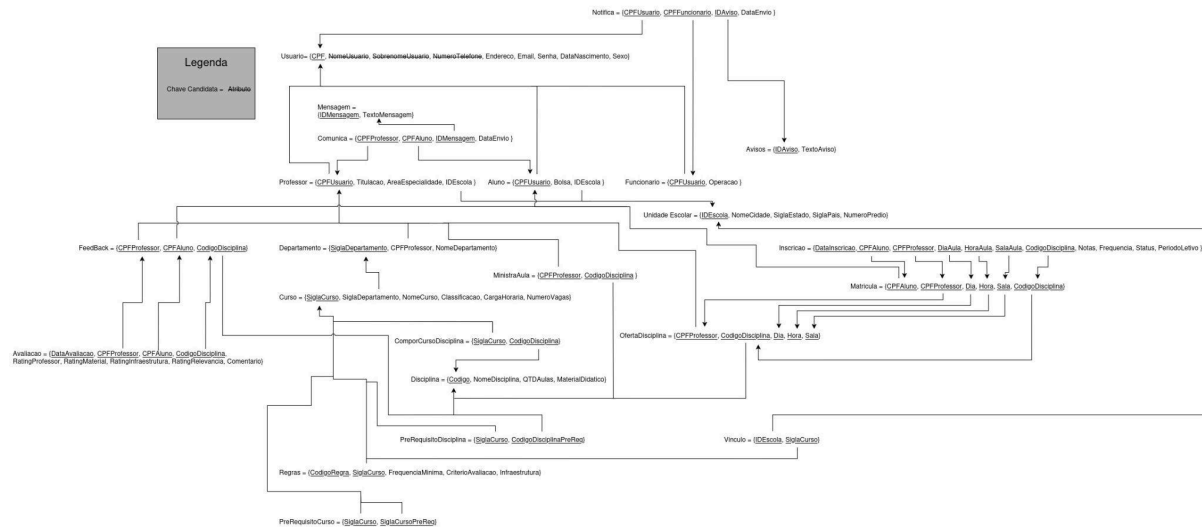 Notifica = {CPFUsuario, CPFFuncionario, IDAviso, DataEnvio }
Legenda
Chave Candidata = Atributo
Usuario= {CPF, NomeUsuario, SobrenomeUsuario, NumeroTelefone, Endereco, Email, Senha, DataNascimento, Sexo}
Mensagem =
{IDMensagem, TextoMensagem}
Comunica = {CPFProfessor, CPFAluno, IDMensagem, DataEnvio }
Avisos = {IDAviso, TextoAviso}
Professor = {CPFUsuario, Titulacao, AreaEspecialidade, IDEscola }
Aluno = {CPFUsuario, Bolsa, IDEscola }
Funcionario = {CPFUsuario, Operacao }
Unidade Escolar = {IDEscola, NomeCidade, SiglaEstado, SiglaPais, NumeroPredio}
FeedBack = {CPFProfessor, CPFAluno, CodigoDisciplina}
Departamento = {SiglaDepartamento, CPFProfessor, NomeDepartamento}
Inscricao = {DataInscricao, CPFAluno, CPFProfessor, DiaAula, HoraAula, SalaAula, CodigoDisciplina, Notas, Frequencia, Status, PeriodoLetivo }
MinistraAula = {CPFProfessor, CodigoDisciplina }
Matricula = {CPFAluno, CPFProfessor, Dia, Hora, Sala, CodigoDisciplina}
Curso = {SiglaCurso, SiglaDepartamento, NomeCurso, Classificacao, CargaHoraria, NumeroVagas}
OfertaDisciplina = {CPFProfessor, CodigoDisciplina, Dia, Hora, Sala}
ComporCursoDisciplina = {SiglaCurso, CodigoDisciplina}
Avaliacao = {DataAvaliacao, CPFProfessor, CPFAluno, CodigoDisciplina,
RatingProfessor, RatingMaterial, RatingInfraestrutura, RatingRelevancia, Comentario}
Disciplina = {Codigo, NomeDisciplina, QTDAulas, MaterialDidatico}
PreRequisitoDisciplina = {SiglaCurso, CodigoDisciplinaPreReq}
Vinculo = {IDEscola, SiglaCurso}
Regras = {CodigoRegra, SiglaCurso, FrequenciaMinima, CriterioAvaliacao, Infraestrutura}
PreRequisitoCurso = {SiglaCurso, SiglaCursoPreReq}